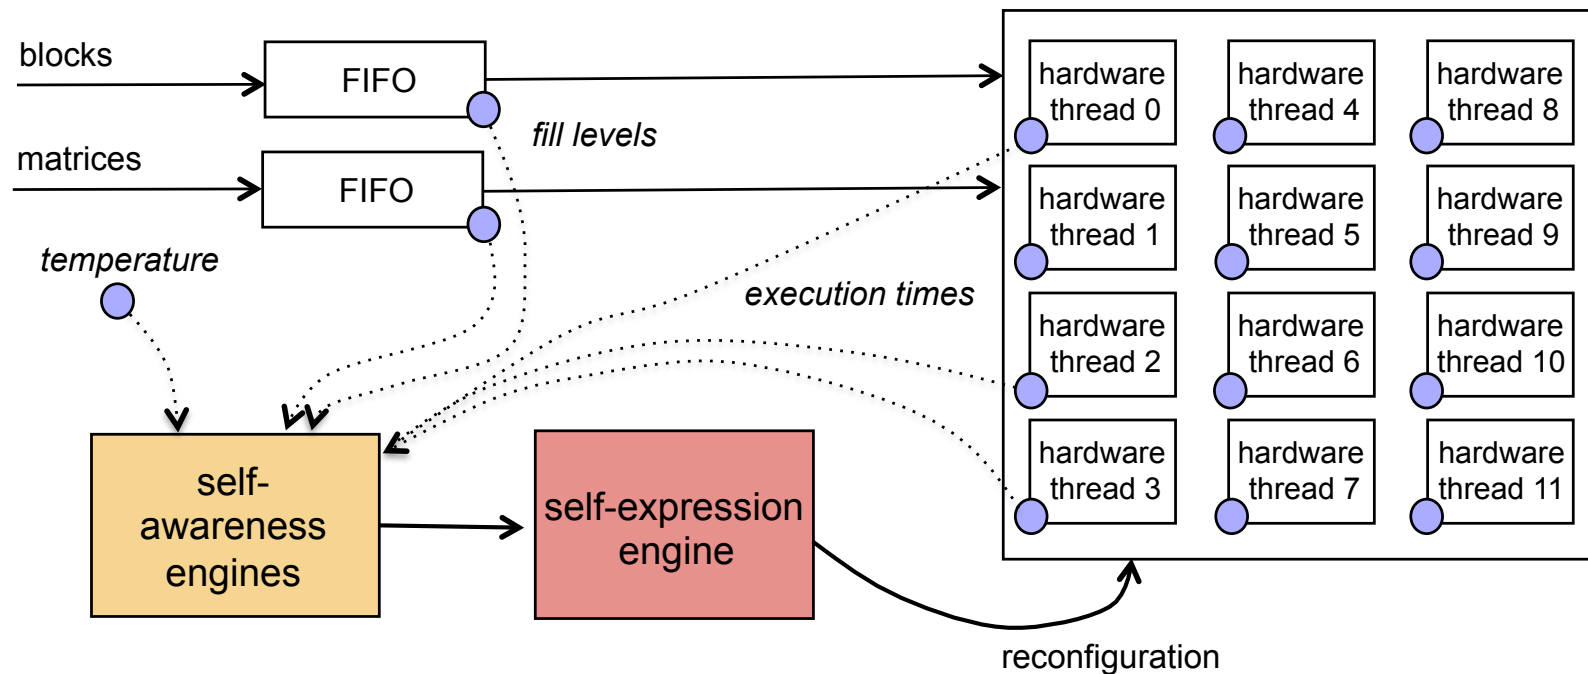 blocks
FIFO
fill levels
matrices
FIFO
temperature
execution times
hardware
thread 0
hardware
thread 4
hardware
thread 8
hardware
thread 1
hardware
thread 5
hardware
thread 9
hardware
thread 2
hardware
thread 6
hardware
thread 10
hardware
thread 3
hardware
thread 7
hardware
thread 11
self-
awareness
engines
self-expression
engine
reconfiguration